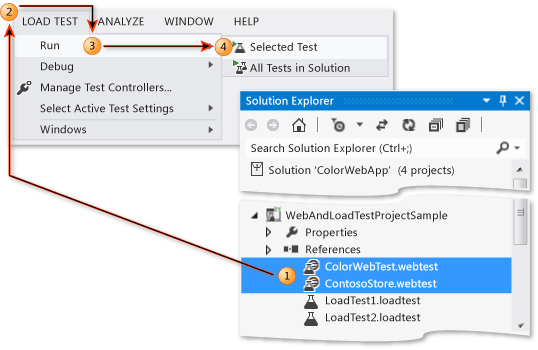 2
LOAD TEST ANALYZE WINDOW HELP
Run 3 4 Selected Test
Debug All Tests in Solution
Manage Test Controllers...
Select Active Test Settings
Windows
Solution Explorer
Search Solution Explorer (Ctrl+;)
Solution 'ColorWebApp' (4 projects)
WebAndLoadTestProjectSample
Properties
References
1 ColorWebTest.webtest
ContosoStore.webtest
LoadTest1.loadtest
LoadTest2.loadtest